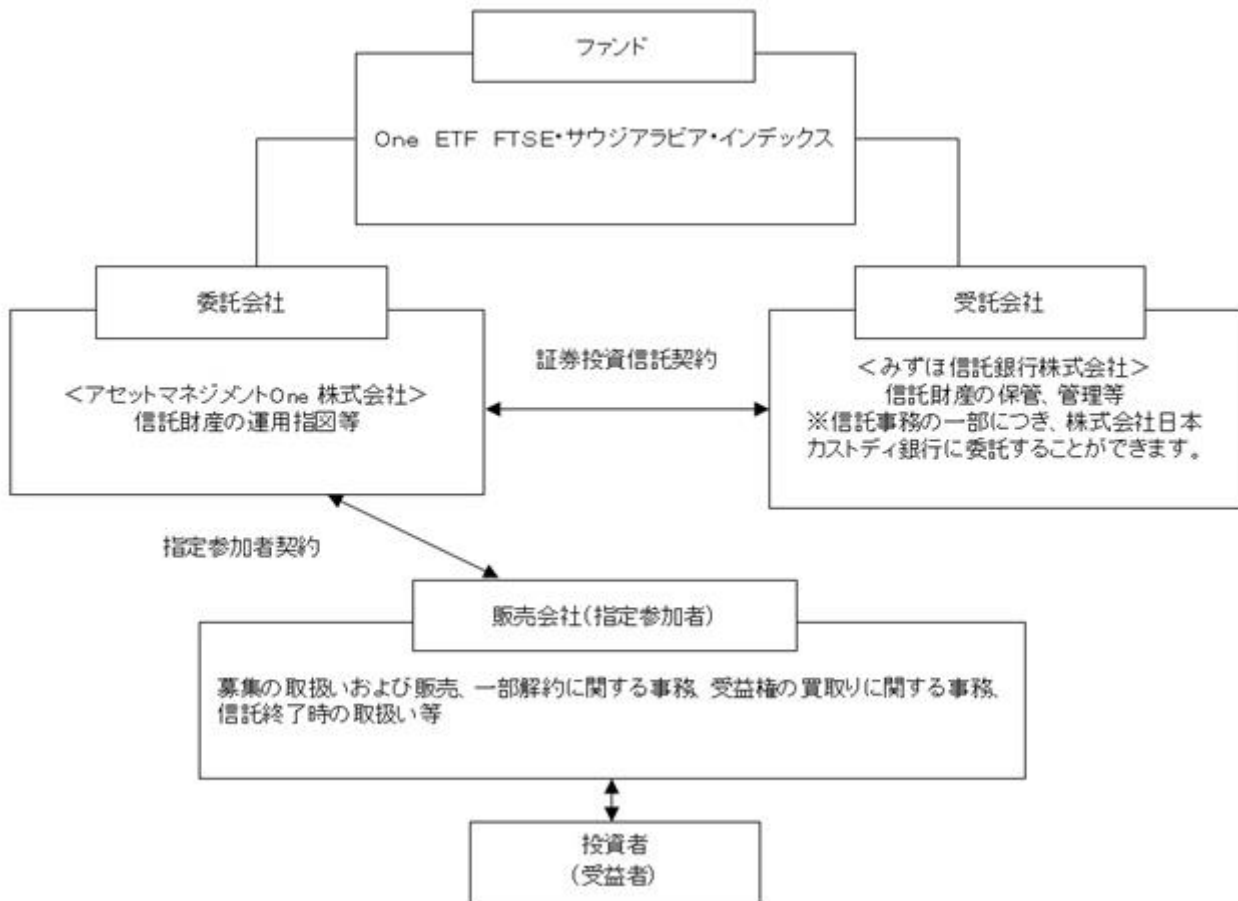 ファンド
One ETF FTSE・サウジアラビア・インデックス
委託会社
<アセットマネジメントOne 株式会社>
信託財産の運用指図等
証券投資信託契約
受託会社
<みずほ信託銀行株式会社>
信託財産の保管、管理等
※信託事務の一部につき、株式会社日本
カストディ銀行に委託することができます。
指定参加者契約
販売会社(指定参加者)
募集の取扱いおよび販売、一部解約に関する事務、受益権の買取りに関する事務、
信託終了時の取扱い等
投資者
(受益者)